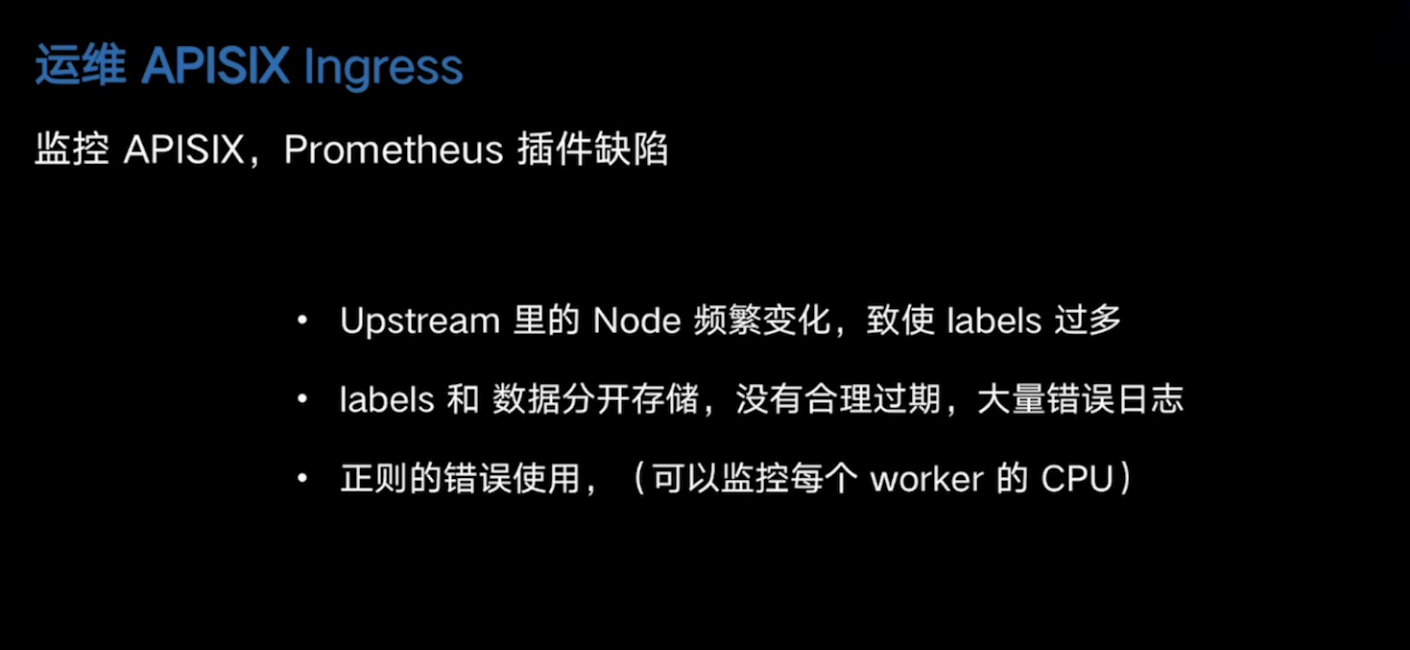 运维 APISIX Ingress
监控 APISIX，Prometheus 插件缺陷
• Upstream 里的 Node 频繁变化，致使 labels 过多
• labels 和 数据分开存储，没有合理过期，大量错误日志
• 正则的错误使用，（可以监控每个 worker 的 CPU）